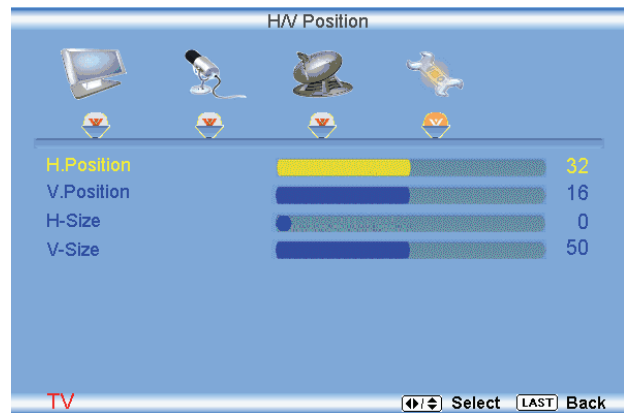 H/V Position
H.Position 32
V.Position 16
H-Size 0
V-Size 50
TV Select LAST Back